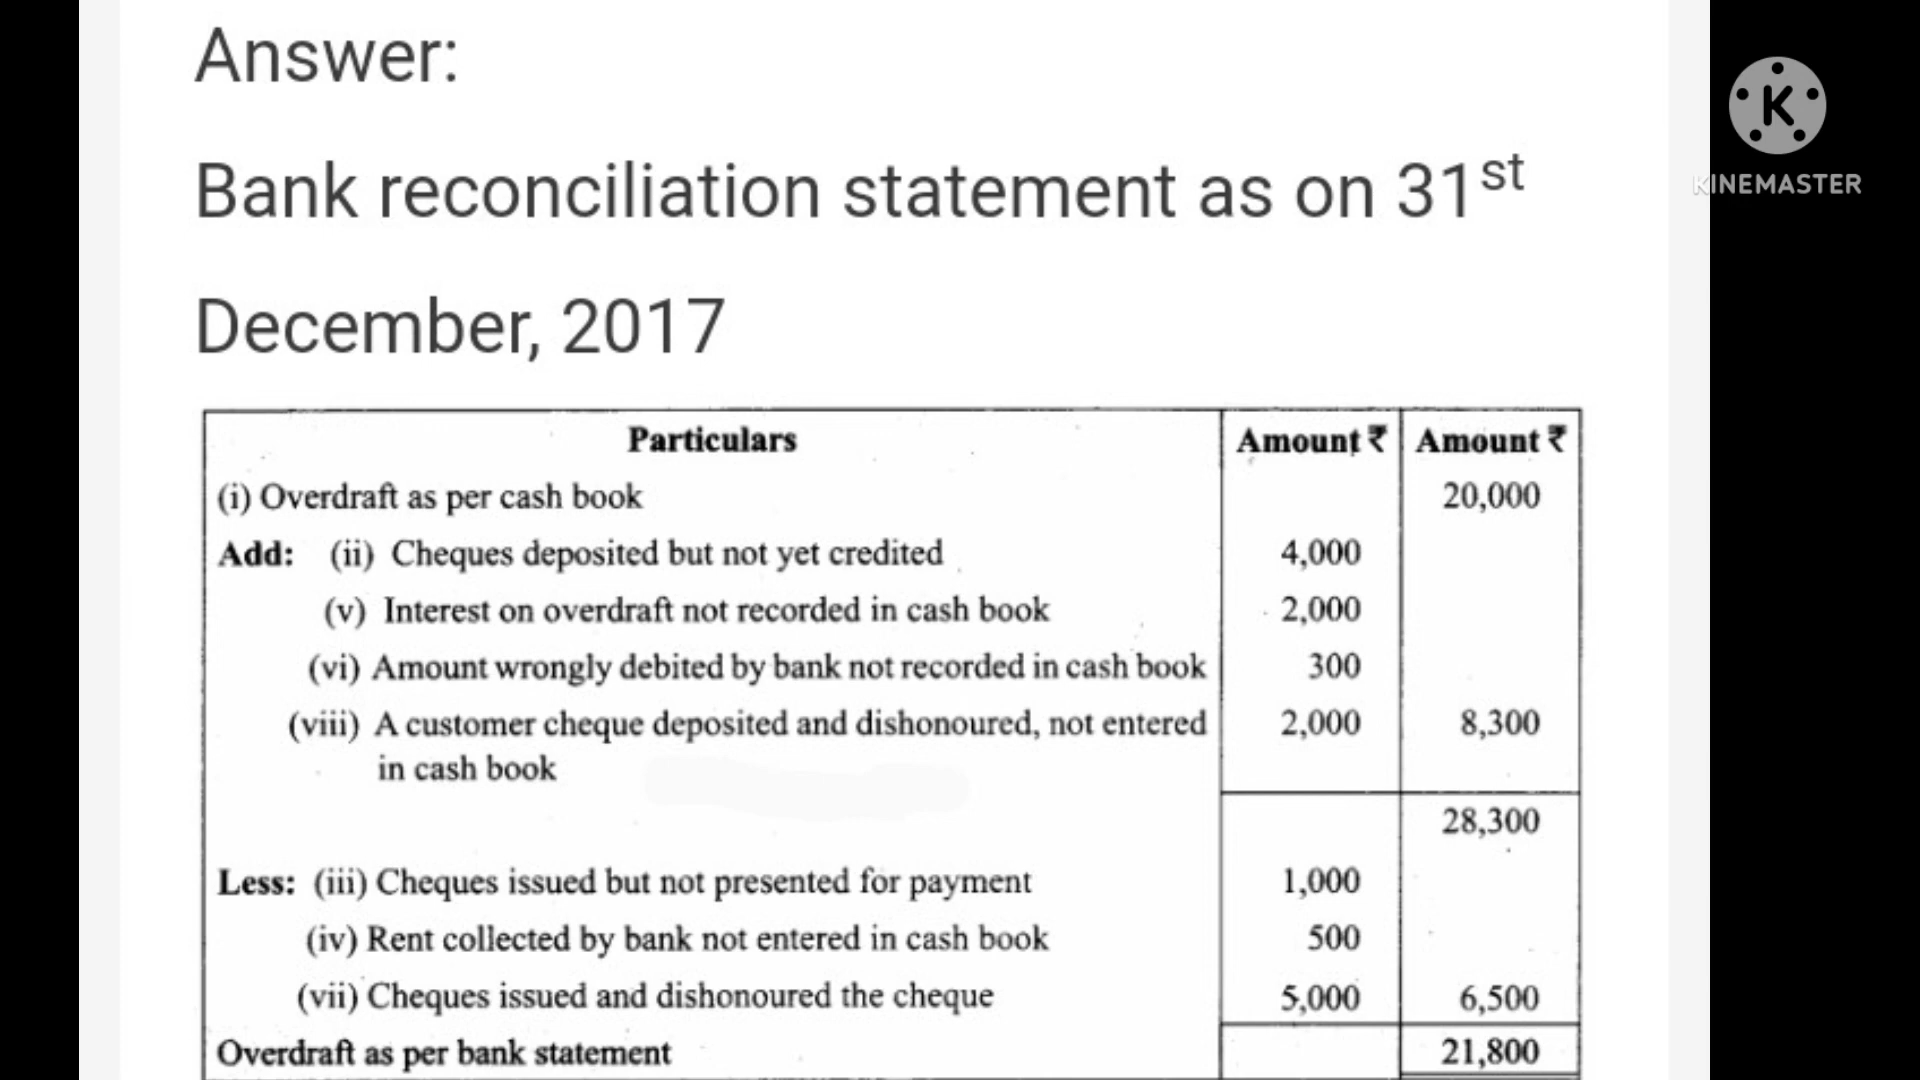 Answer:
Bank reconciliation statement as on 31st
December, 2017
K
KINEMASTER
Particulars Amount ₹ Amount ₹
(i) Overdraft as per cash book 20,000
Add: (ii) Cheques deposited but not yet credited 4,000
(v) Interest on overdraft not recorded in cash book 2,000
(vi) Amount wrongly debited by bank not recorded in cash book 300
(viii) A customer cheque deposited and dishonoured, not entered 2,000 8,300
in cash book
28,300
Less: (iii) Cheques issued but not presented for payment 1,000
(iv) Rent collected by bank not entered in cash book 500
(vii) Cheques issued and dishonoured the cheque 5,000 6,500
Overdraft as per bank statement 21,800